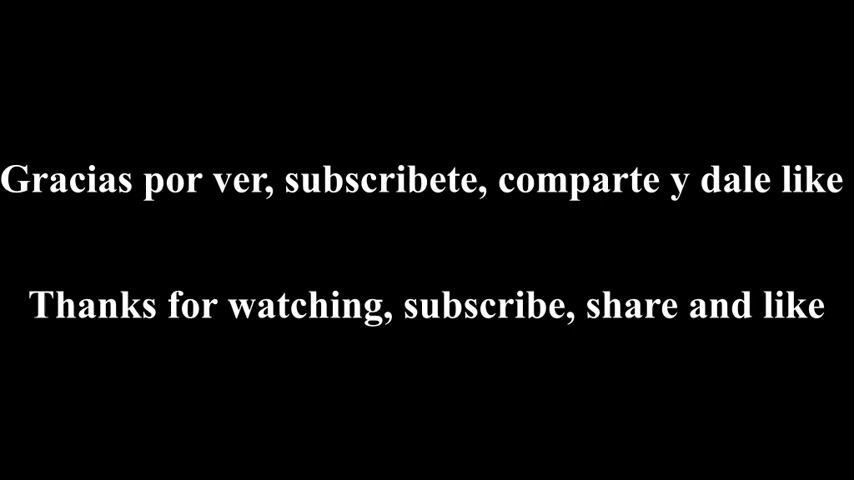 Gracias por ver, subscribete, comparte y dale like
Thanks for watching, subscribe, share and like